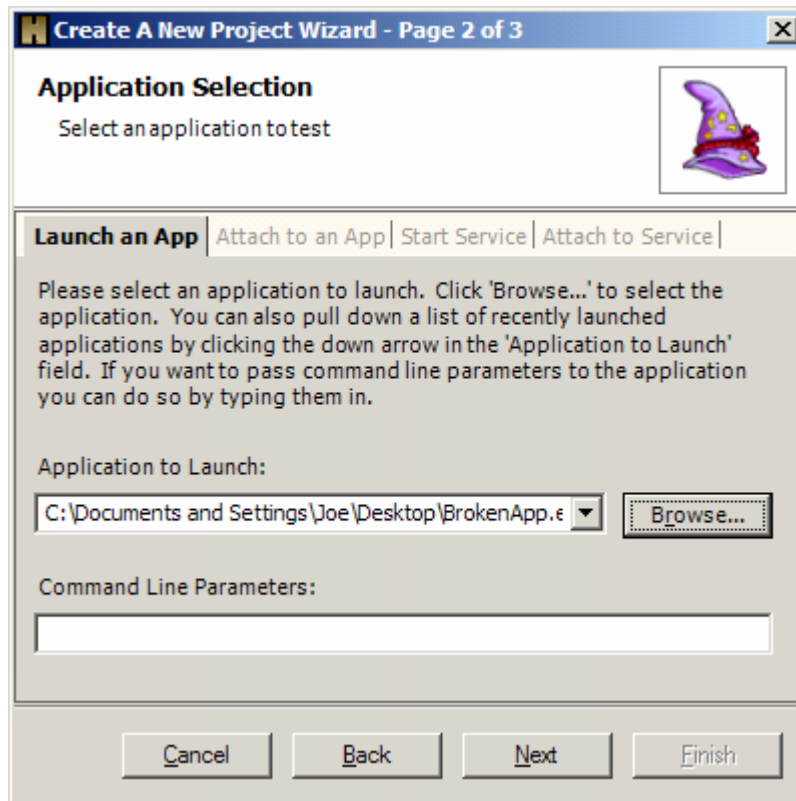 Create A New Project Wizard - Page 2 of 3
Application Selection
Select an application to test
Launch an App Attach to an App Start Service Attach to Service
Please select an application to launch. Click 'Browse...' to select the
application. You can also pull down a list of recently launched
applications by clicking the down arrow in the 'Application to Launch'
field. If you want to pass command line parameters to the application
you can do so by typing them in.
Application to Launch:
C:\Documents and Settings\Joe\Desktop\BrokenApp.e Browse...
Command Line Parameters:
Cancel Back Next Finish